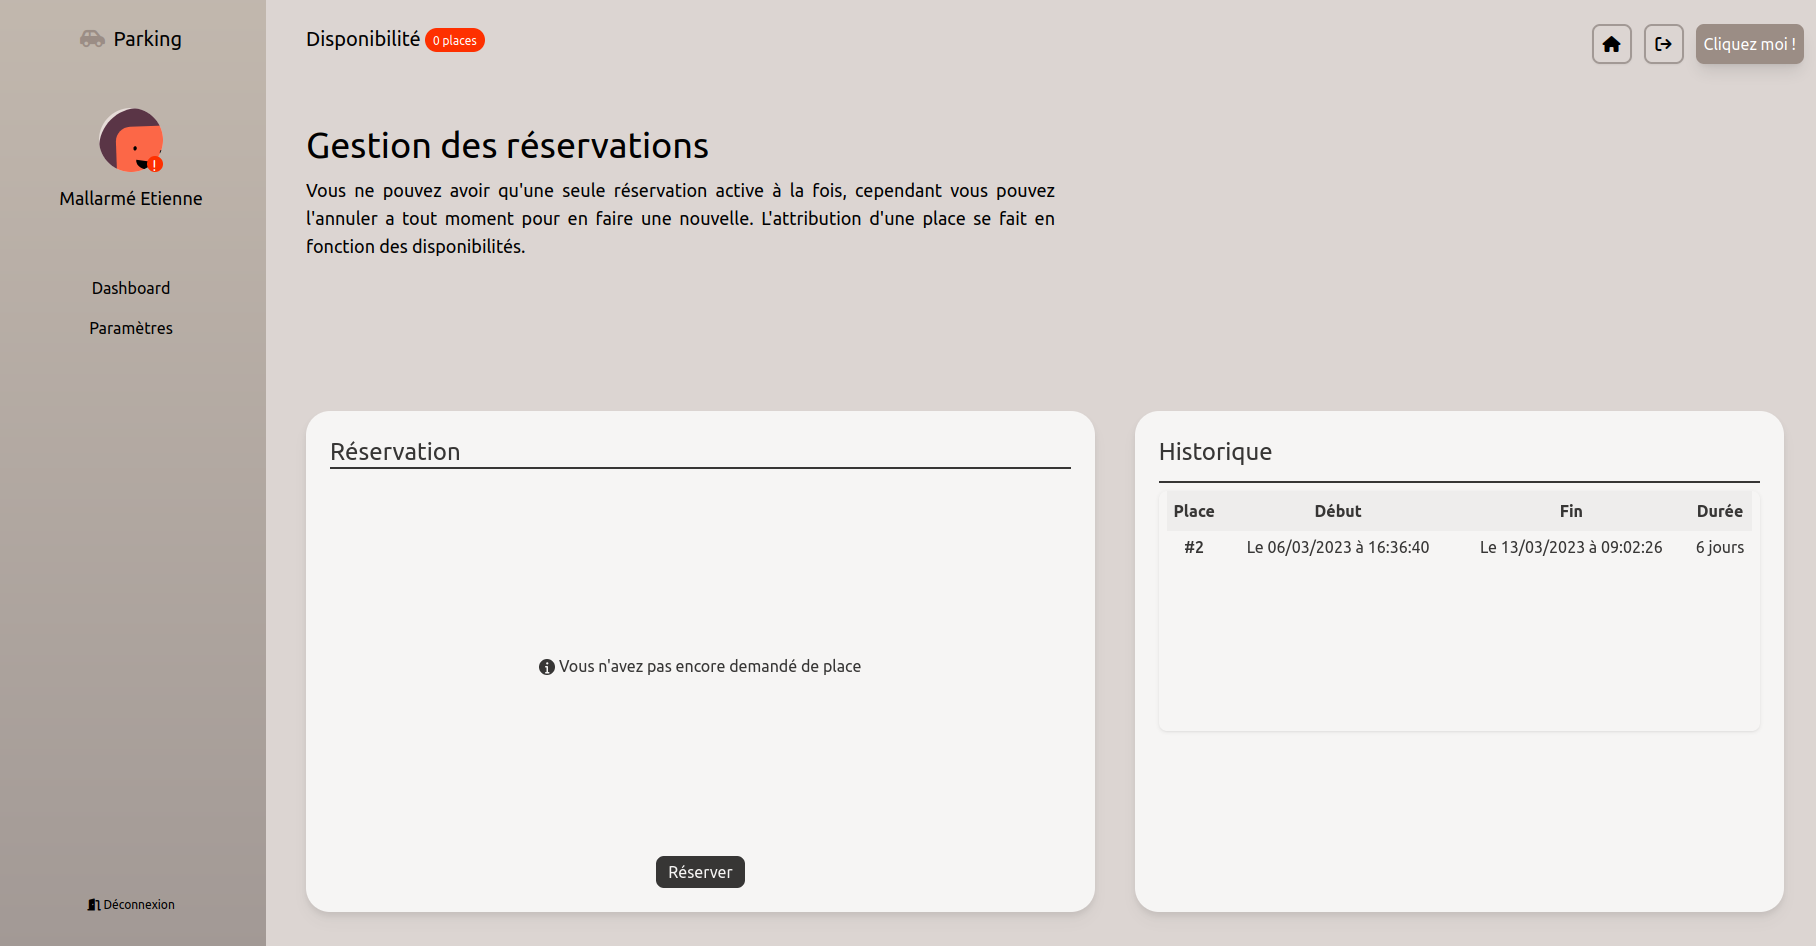 Parking
Mallarmé Etienne
Dashboard
Paramètres
Déconnexion
Disponibilité 0 places
Cliquez moi !
Gestion des réservations
Vous ne pouvez avoir qu'une seule réservation active à la fois, cependant vous pouvez
l'annuler a tout moment pour en faire une nouvelle. L'attribution d'une place se fait en
fonction des disponibilités.
Réservation
Vous n'avez pas encore demandé de place
Réserver
Historique
Place Début Fin Durée
#2 Le 06/03/2023 à 16:36:40 Le 13/03/2023 à 09:02:26 6 jours